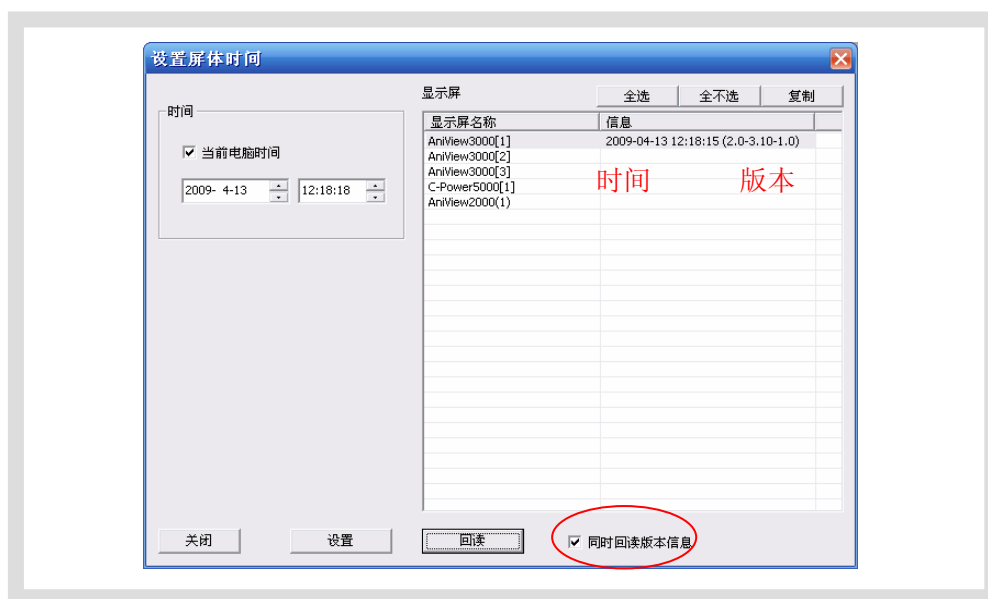 设置屏体时间
显示屏
全选 全不选 复制
时间
显示屏名称 信息
AniView3000[1] 2009-04-13 12:18:15 (2.0-3.10-1.0)
当前电脑时间
AniView3000[2]
AniView3000[3]
时间 版本
2009- 4-13 12:18:18
C-Power5000[1]
AniView2000(1)
关闭 设置 回读 同时回读版本信息